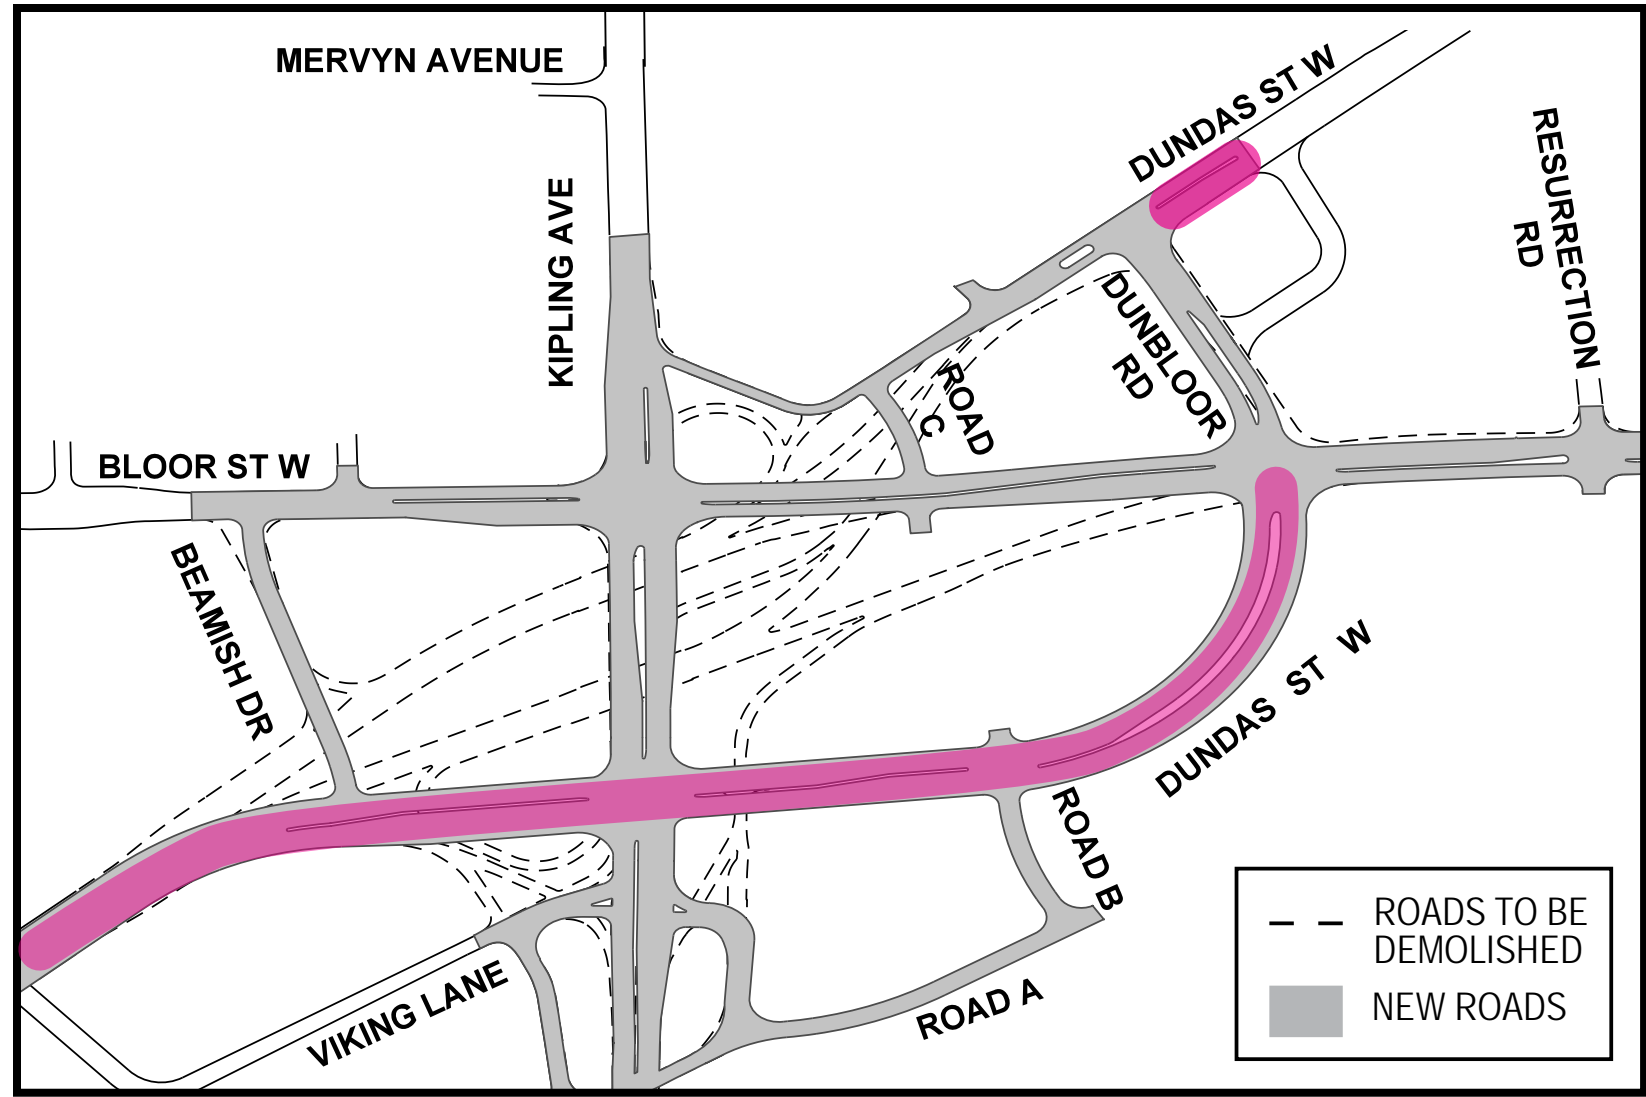 MERVYN AVENUE
DUNDAS ST W
RESURRECTION
RD
KIPLING AVE
DUNBLOOR
RD
ROAD
C
BLOOR ST W
BEAMISH DR
DUNDAS ST W
ROAD B
VIKING LANE
ROAD A
ROADS TO BE
DEMOLISHED
NEW ROADS